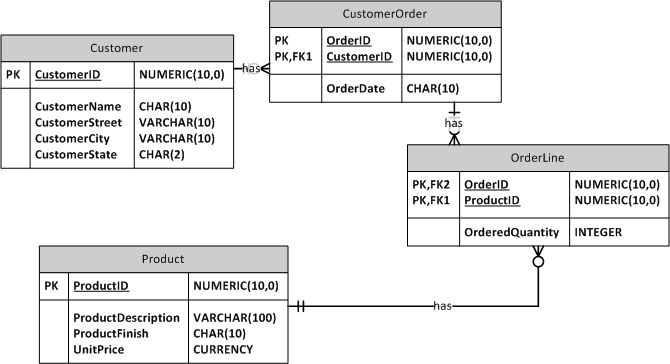 CustomerOrder
PK OrderID NUMERIC(10,0)
PK,FK1 CustomerID NUMERIC(10,0)
OrderDate CHAR(10)
Customer
PK CustomerID NUMERIC(10,0)
CustomerName CHAR(10)
CustomerStreet VARCHAR(10)
CustomerCity VARCHAR(10)
CustomerState CHAR(2)
has
has
OrderLine
PK,FK2 OrderID NUMERIC(10,0)
PK,FK1 ProductID NUMERIC(10,0)
OrderedQuantity INTEGER
Product
PK ProductID NUMERIC(10,0)
ProductDescription VARCHAR(100)
ProductFinish CHAR(10)
UnitPrice CURRENCY
has